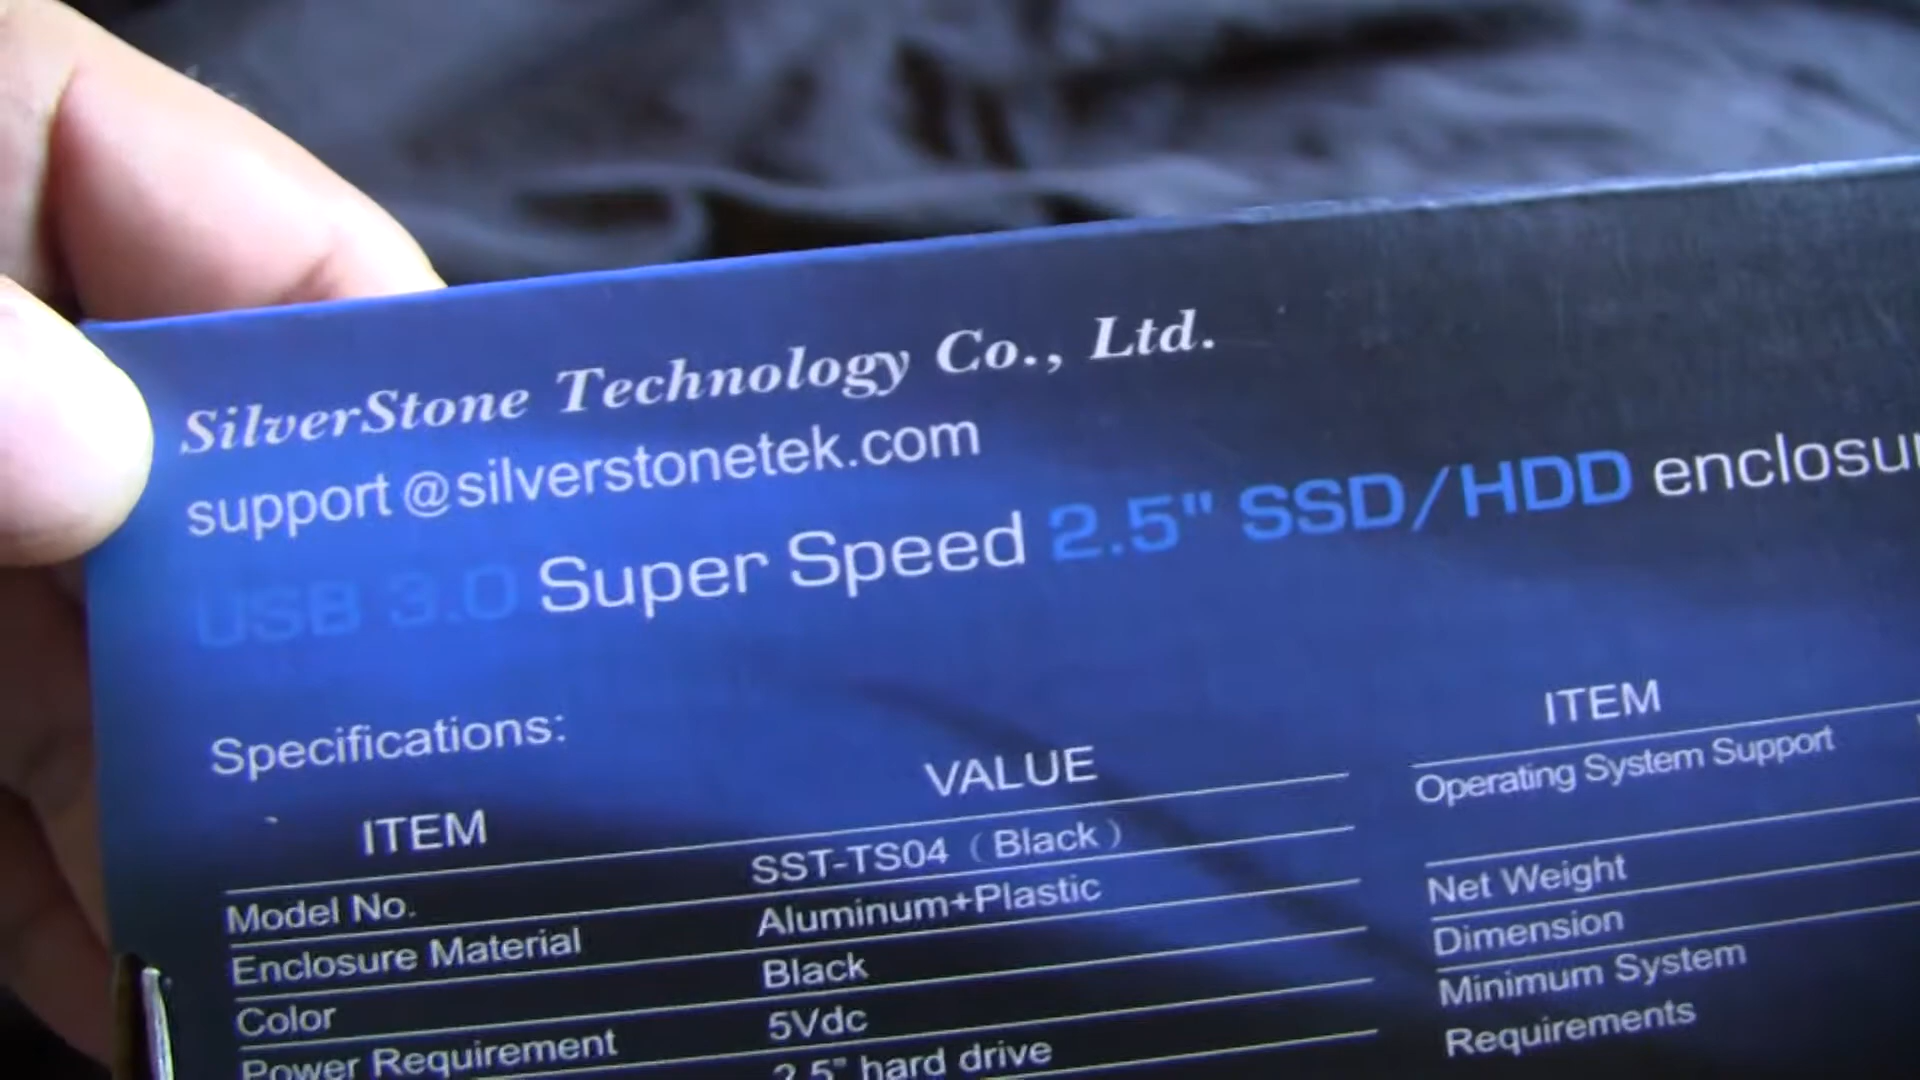 SilverStone Technology Co., Ltd.
support@silverstonetek.com
USB 3.0 Super Speed 2.5" SSD/HDD
Specifications:
ITEM VALUE
Model No. SST-TS04 (Black)
Enclosure Material Aluminum+Plastic
Color Black
Power Requirement 5Vdc
2.5" hard drive
ITEM
Operating System Support
Net Weight
Dimension
Minimum System
Requirements